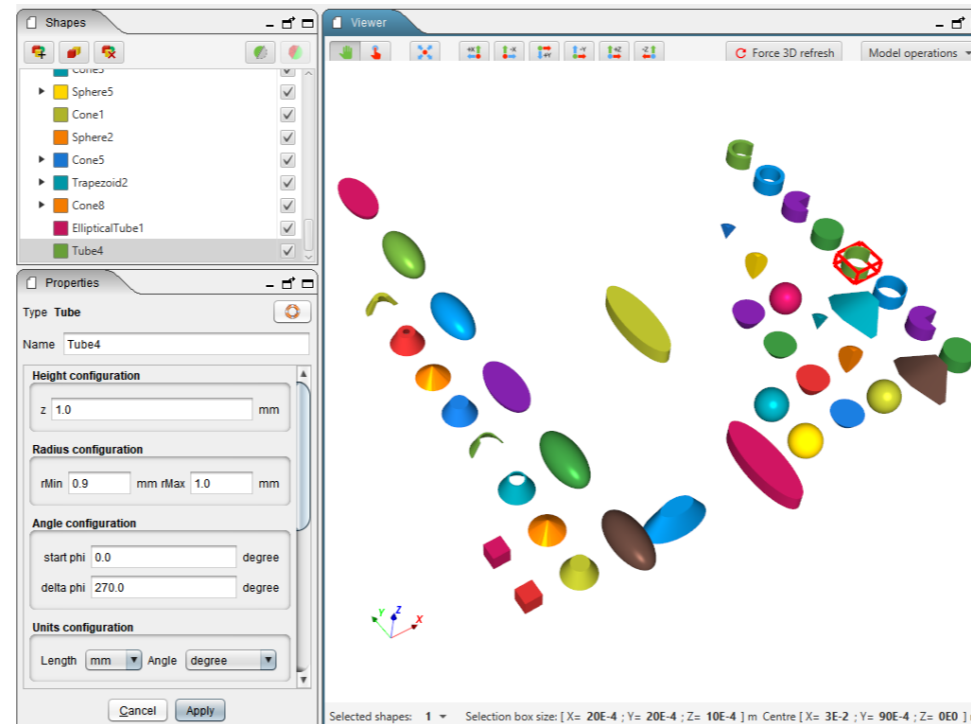 Shapes
Cone3
Sphere5
Cone1
Sphere2
Cone5
Trapezoid2
Cone8
EllipticalTube1
Tube4
Properties
Type Tube
Name Tube4
Height configuration
z 1.0 mm
Radius configuration
rMin 0.9 mm rMax 1.0 mm
Angle configuration
start phi 0.0 degree
delta phi 270.0 degree
Units configuration
Length mm Angle degree
Cancel Apply
Viewer
Force 3D refresh Model operations
Y Z X
Selected shapes: 1 Selection box size: [ X= 20E-4 ; Y= 20E-4 ; Z= 10E-4 ] m Centre [ X= 3E-2 ; Y= 90E-4 ; Z= 0E0 ]